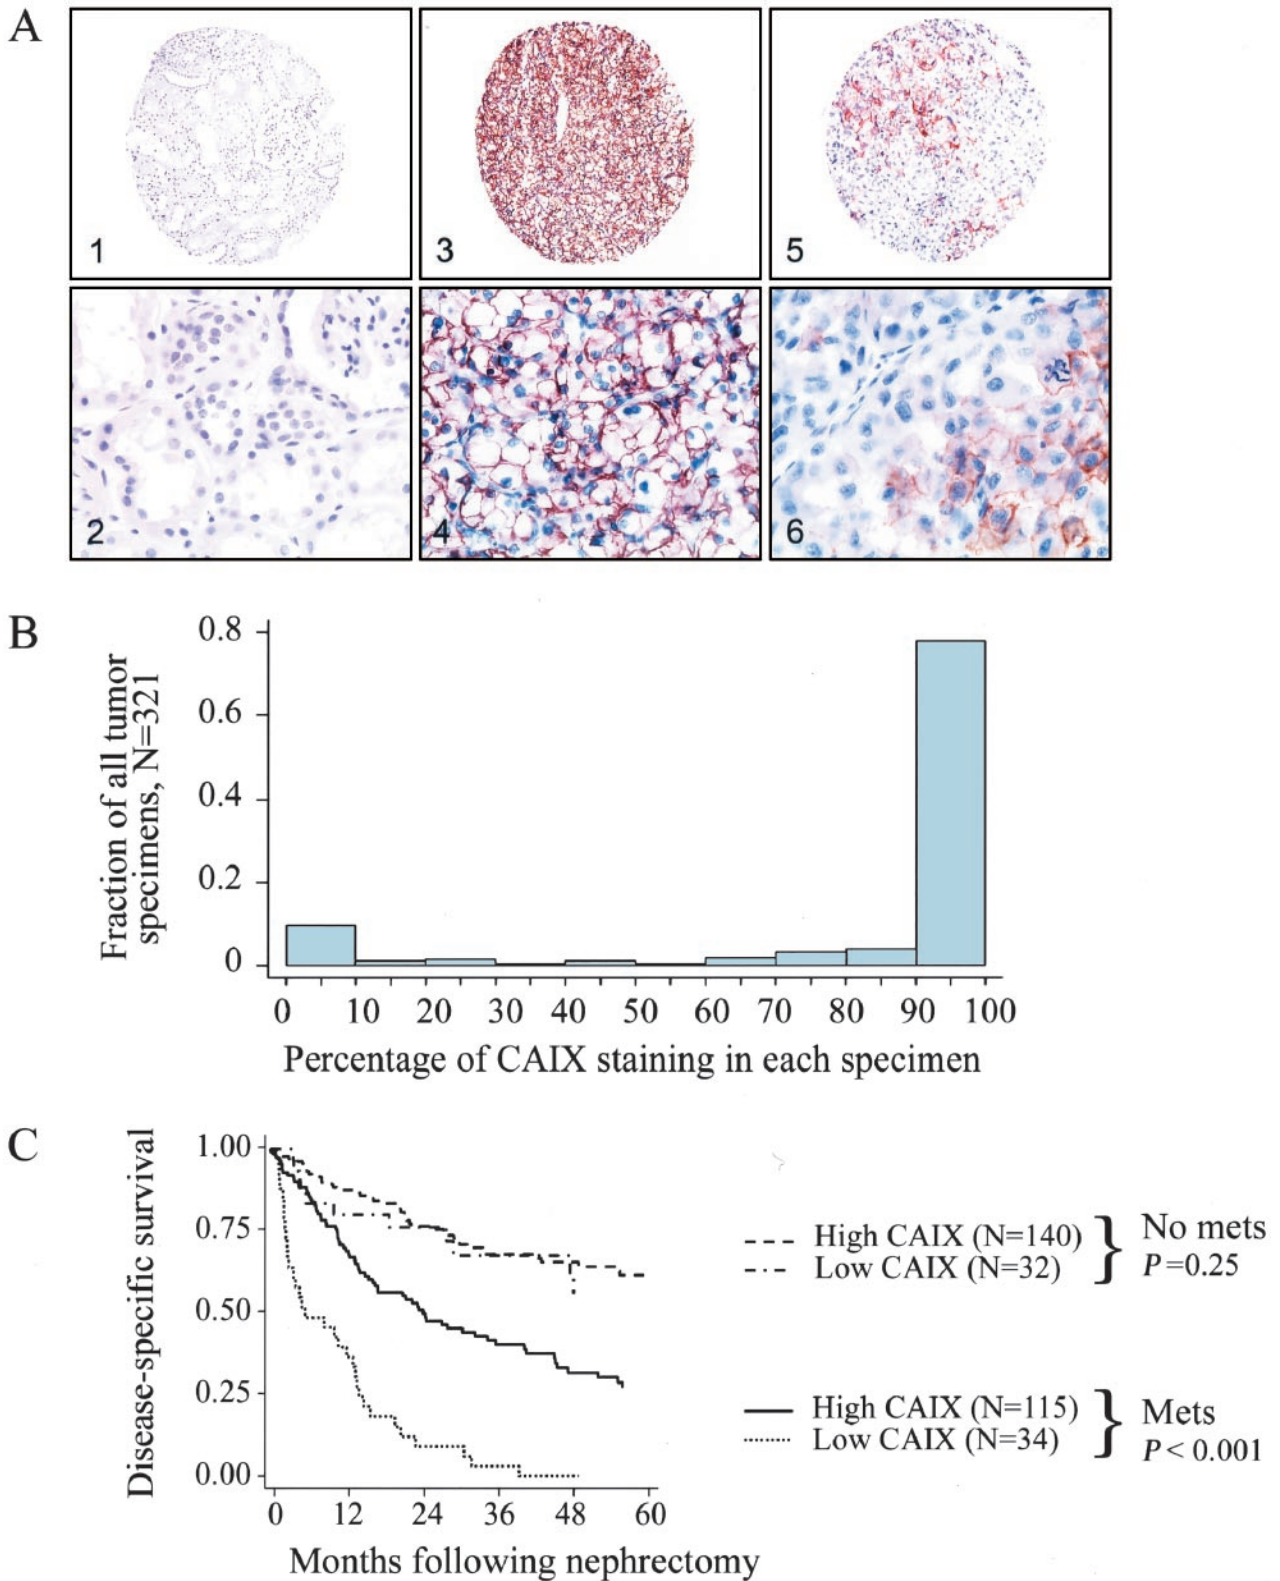 A
1
3
5
2
4
6
B
Fraction of all tumor
specimens, N=321
0.8
0.6
0.4
0.2
0
0 10 20 30 40 50 60 70 80 90 100
Percentage of CAIX staining in each specimen
C
Disease-specific survival
1.00
0.75
0.50
0.25
0.00
0 12 24 36 48 60
Months following nephrectomy
High CAIX (N=140)
Low CAIX (N=32)
No mets
P=0.25
High CAIX (N=115)
Low CAIX (N=34)
Mets
P< 0.001